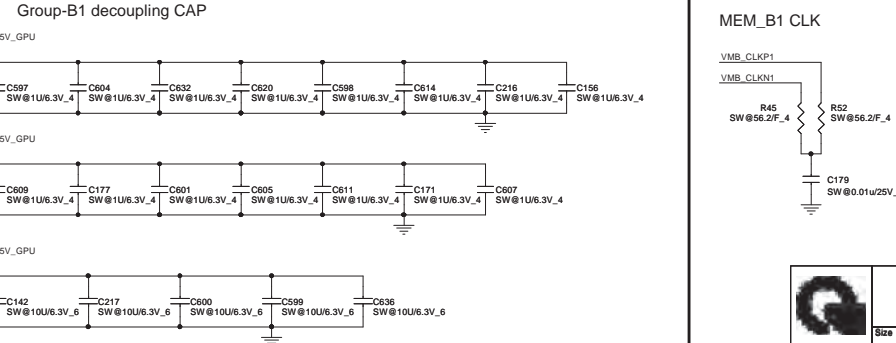 Group-B1 decoupling CAP
5V_GPU
C597
SW@1U/6.3V_4
C604
SW@1U/6.3V_4
C632
SW@1U/6.3V_4
C620
SW@1U/6.3V_4
C598
SW@1U/6.3V_4
C614
SW@1U/6.3V_4
C216
SW@1U/6.3V_4
C156
SW@1U/6.3V_4
5V_GPU
C609
SW@1U/6.3V_4
C177
SW@1U/6.3V_4
C601
SW@1U/6.3V_4
C605
SW@1U/6.3V_4
C611
SW@1U/6.3V_4
C171
SW@1U/6.3V_4
C607
SW@1U/6.3V_4
5V_GPU
C142
SW@10U/6.3V_6
C217
SW@10U/6.3V_6
C600
SW@10U/6.3V_6
C599
SW@10U/6.3V_6
C636
SW@10U/6.3V_6
MEM_B1 CLK
VMB_CLKP1
VMB_CLKN1
R45
SW@56.2/F_4
R52
SW@56.2/F_4
C179
SW@0.01u/25V_
Size